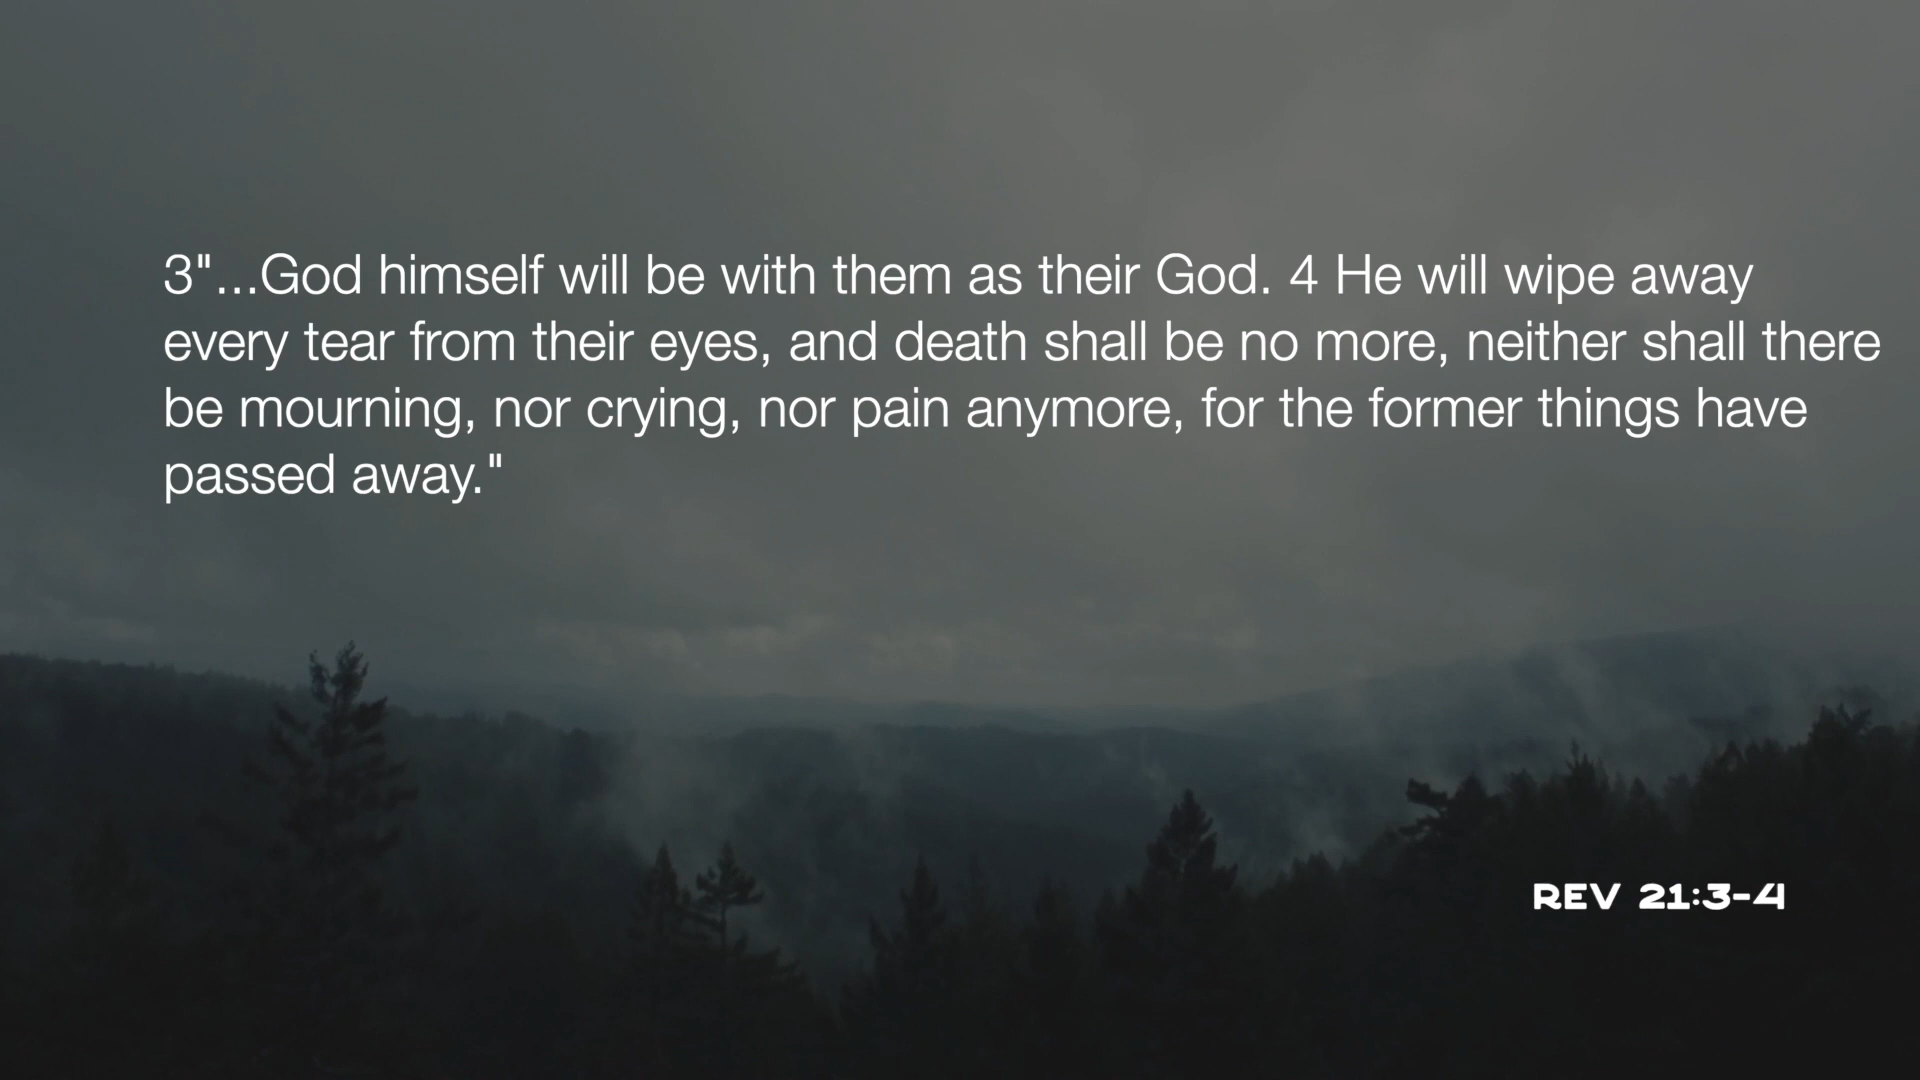 3"...God himself will be with them as their God. 4 He will wipe away
every tear from their eyes, and death shall be no more, neither shall there
be mourning, nor crying, nor pain anymore, for the former things have
passed away."
REV 21:3-4